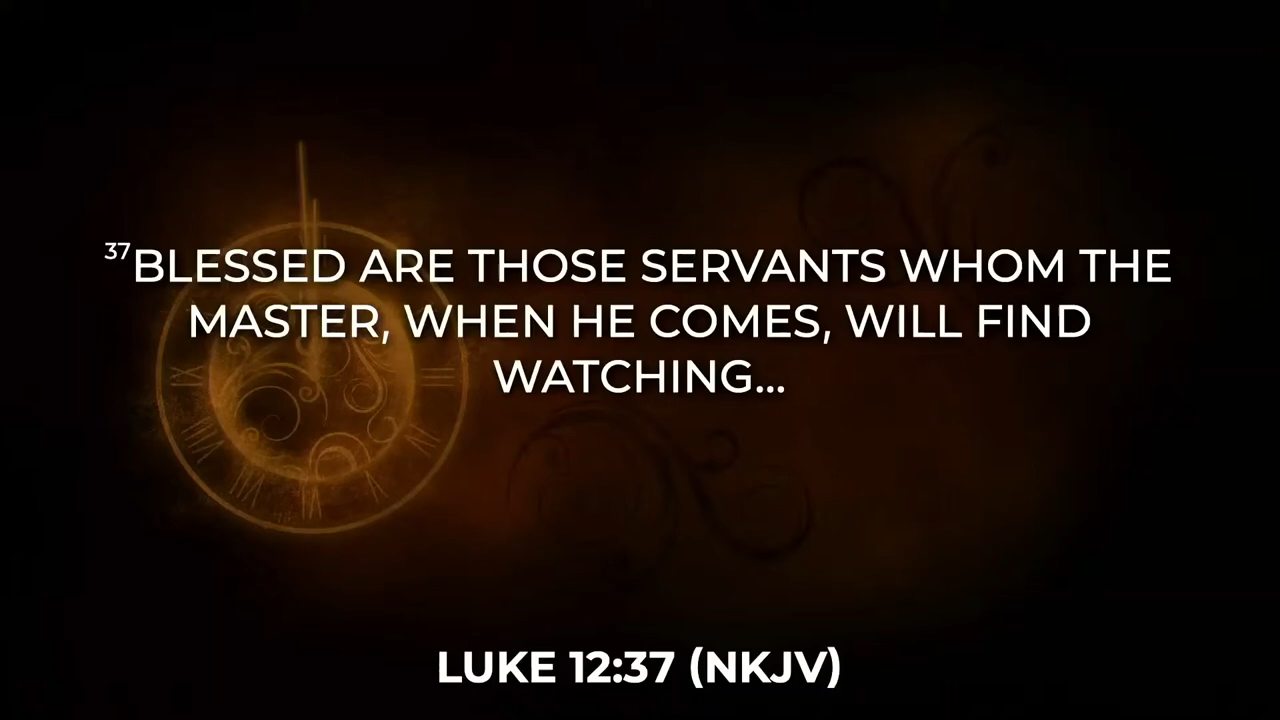 ³⁷BLESSED ARE THOSE SERVANTS WHOM THE
MASTER, WHEN HE COMES, WILL FIND
WATCHING...
LUKE 12:37 (NKJV)